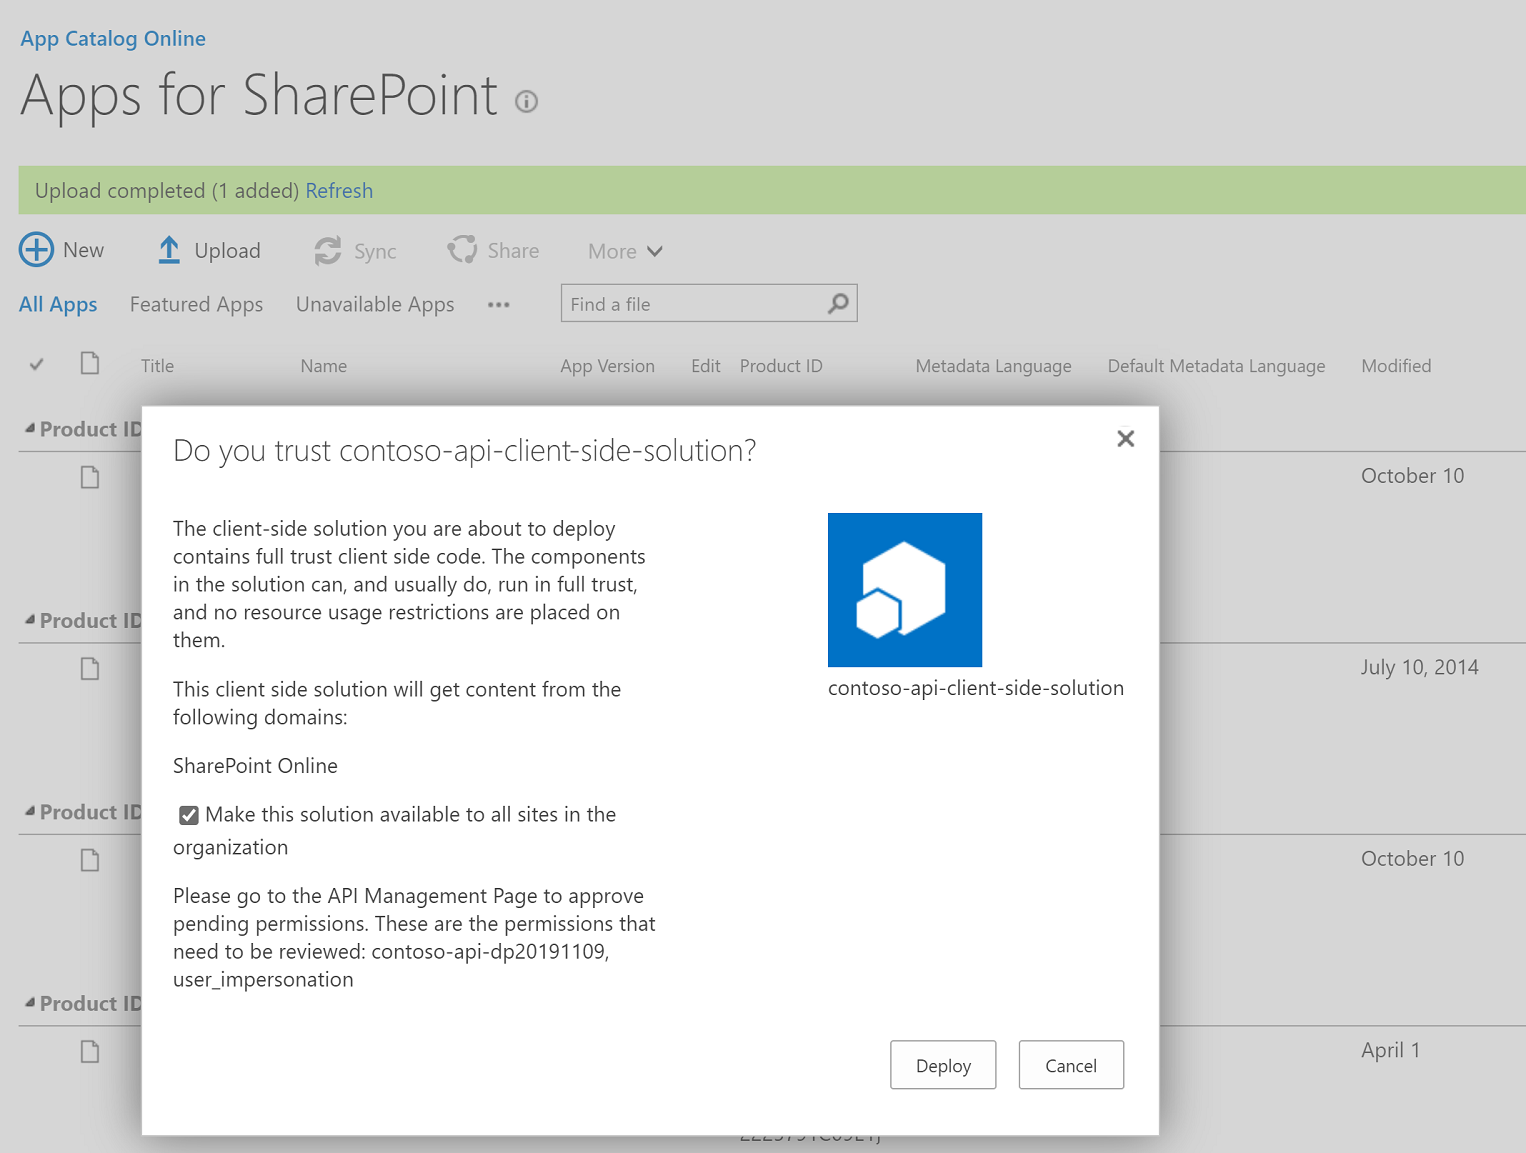 App Catalog Online
Apps for SharePoint
Upload completed (1 added) Refresh
New Upload Sync Share More
All Apps Featured Apps Unavailable Apps ••• Find a file
Title Name App Version Edit Product ID Metadata Language Default Metadata Language Modified
Product ID
October 10
Product ID
July 10, 2014
Product ID
October 10
Product ID
April 1
Do you trust contoso-api-client-side-solution?
The client-side solution you are about to deploy
contains full trust client side code. The components
in the solution can, and usually do, run in full trust,
and no resource usage restrictions are placed on
them.
This client side solution will get content from the
following domains:
SharePoint Online
Make this solution available to all sites in the
organization
Please go to the API Management Page to approve
pending permissions. These are the permissions that
need to be reviewed: contoso-api-dp20191109,
user_impersonation
contoso-api-client-side-solution
Deploy Cancel